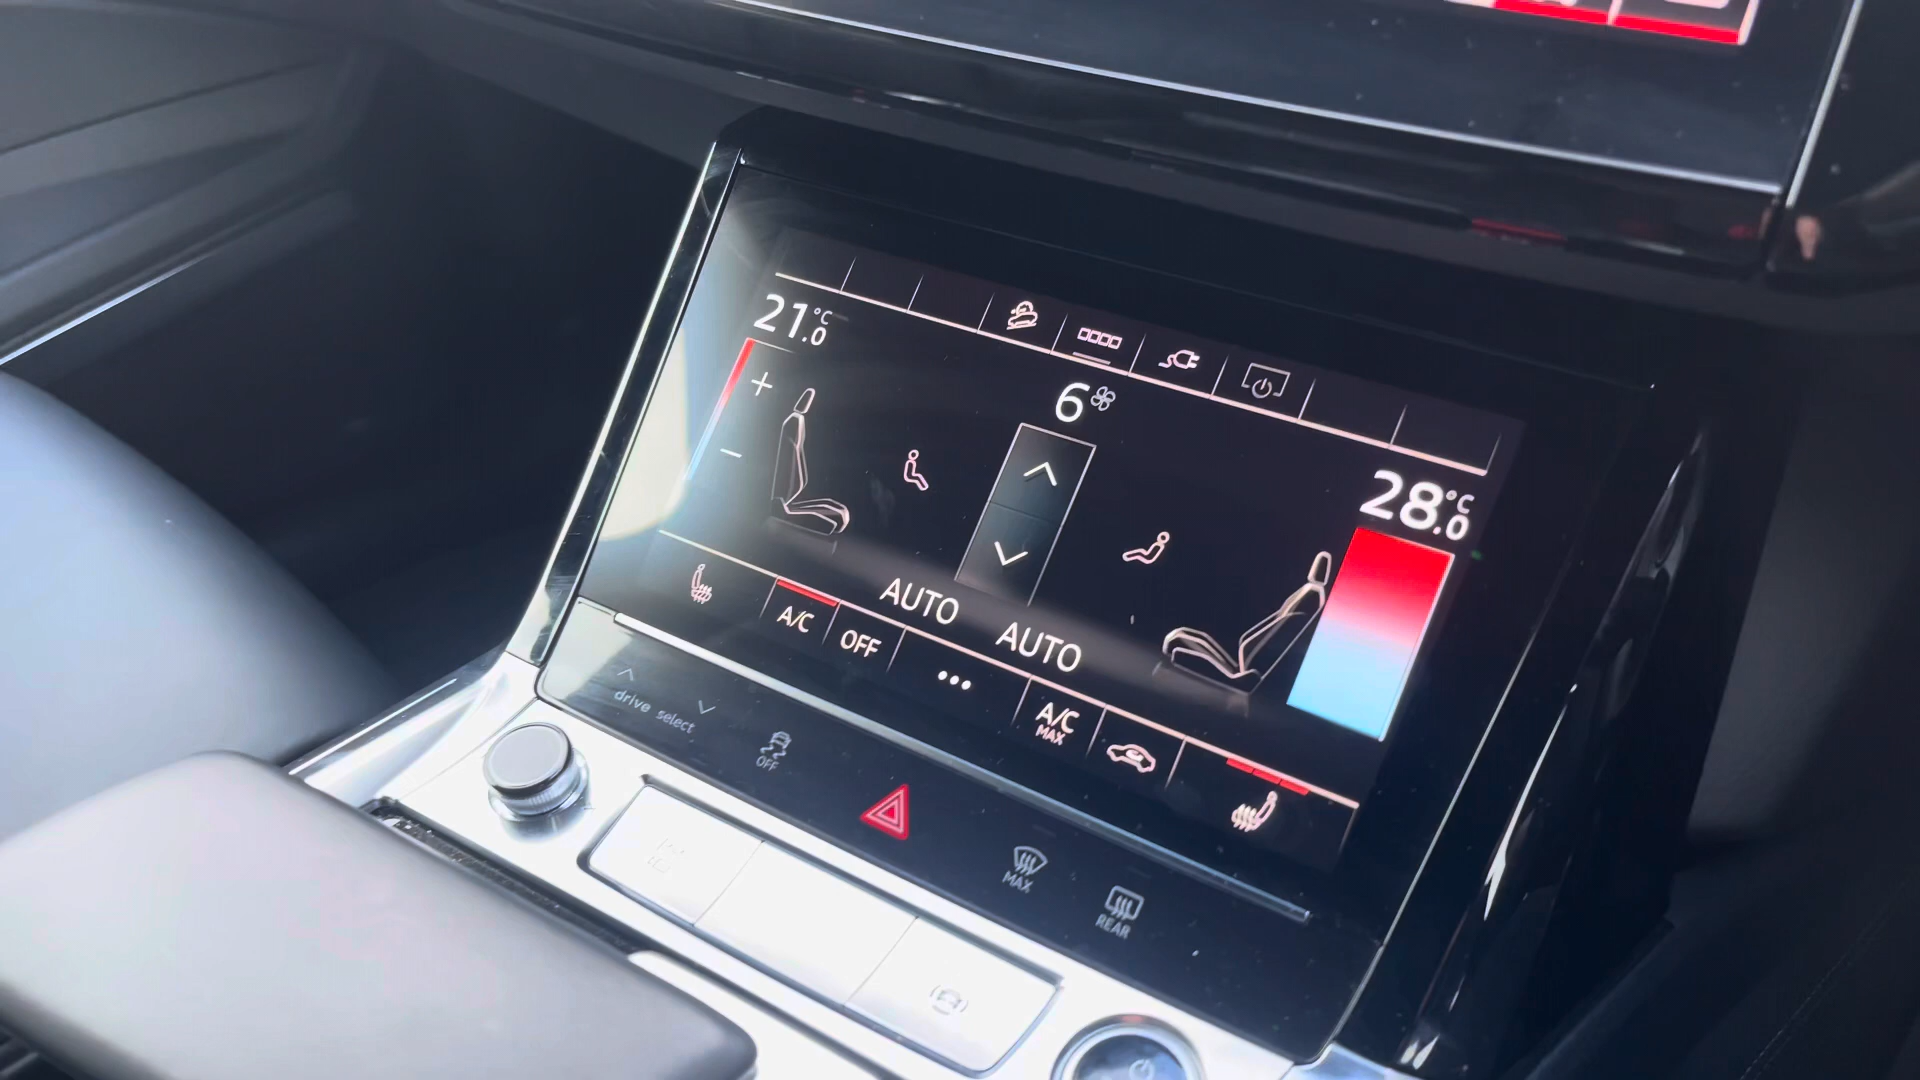 21.0 °C
6
28.0 °C
AUTO
AUTO
A/C
OFF
...
A/C
MAX
drive select
OFF
MAX
REAR